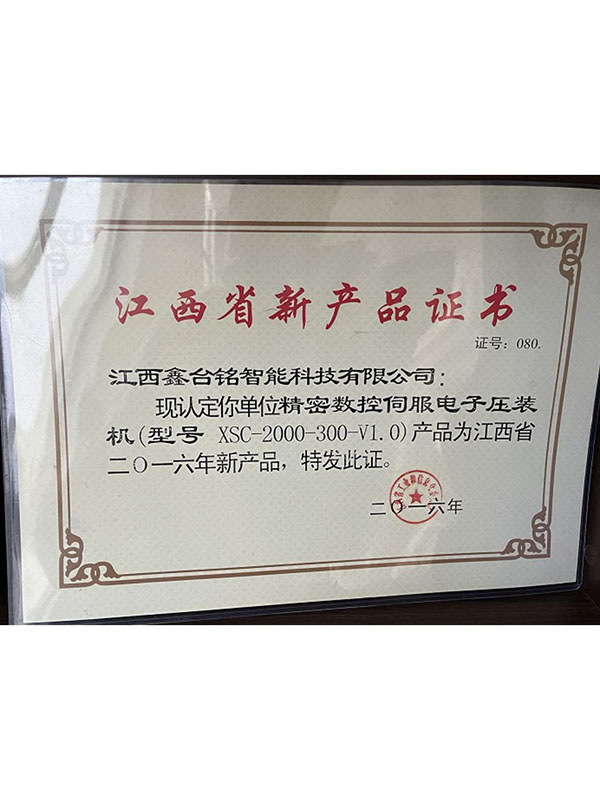 江西省新产品证书
证号：080.
江西鑫台铭智能科技有限公司：
现认定你单位精密数控伺服电子压装
机(型号 XSC-2000-300-V1.0)产品为江西省
二〇一六年新产品，特发此证。
二〇一六年